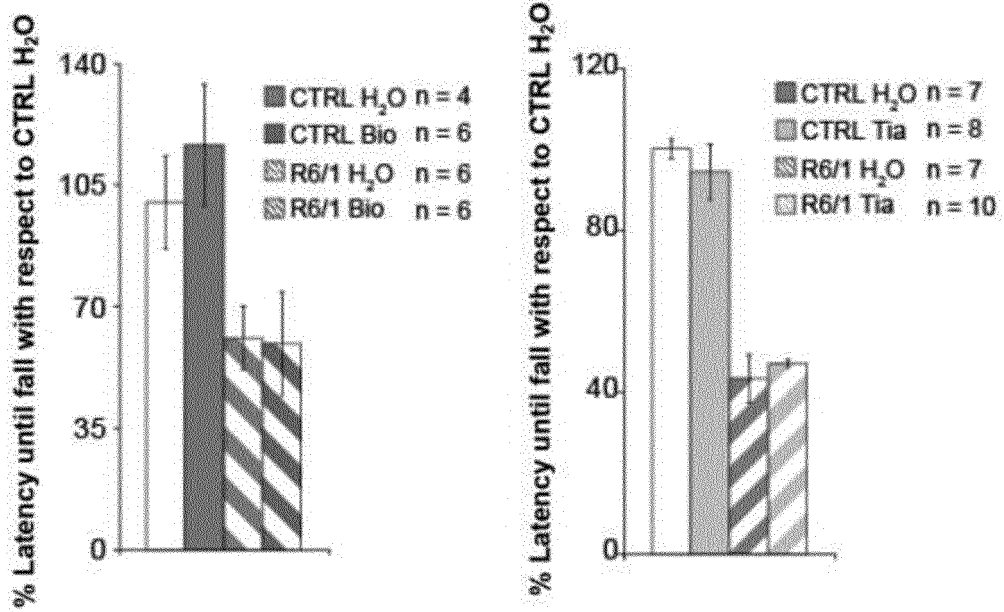 % Latency until fall with respect to CTRL H₂O
140
105
70
35
0
CTRL H₂O n = 4
CTRL Bio n = 6
R6/1 H₂O n = 6
R6/1 Bio n = 6
% Latency until fall with respect to CTRL H₂O
120
80
40
0
CTRL H₂O n = 7
CTRL Tia n = 8
R6/1 H₂O n = 7
R6/1 Tia n = 10